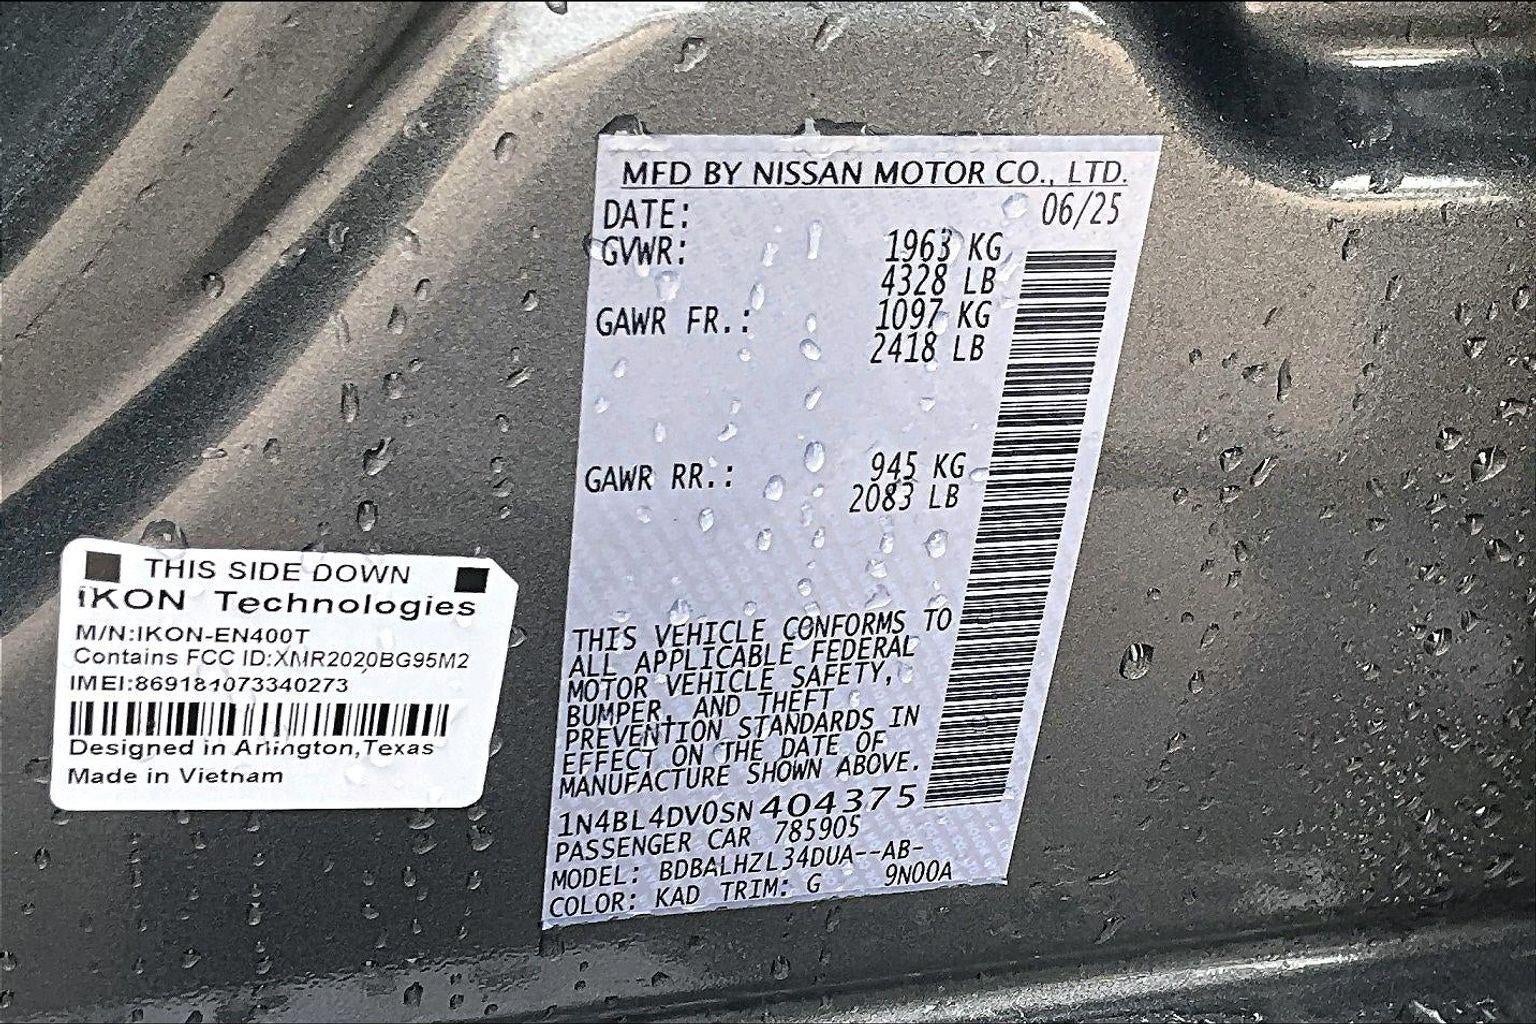 MFD BY NISSAN MOTOR CO., LTD.
DATE: 06/25
GVWR: 1963 KG
4328 LB
GAWR FR.: 1097 KG
2418 LB
GAWR RR.: 945 KG
2083 LB
THIS VEHICLE CONFORMS TO
ALL APPLICABLE FEDERAL
MOTOR VEHICLE SAFETY,
BUMPER, AND THEFT
PREVENTION STANDARDS IN
EFFECT ON THE DATE OF
MANUFACTURE SHOWN ABOVE.
1N4BL4DV0SN404375
PASSENGER CAR 785905
MODEL: BDBALHZL34DUA--AB-
COLOR: KAD TRIM: G 9N00A
THIS SIDE DOWN
iKON Technologies
M/N:IKON-EN400T
Contains FCC ID:XMR2020BG95M2
IMEI:869181073340273
Designed in Arlington,Texas
Made in Vietnam